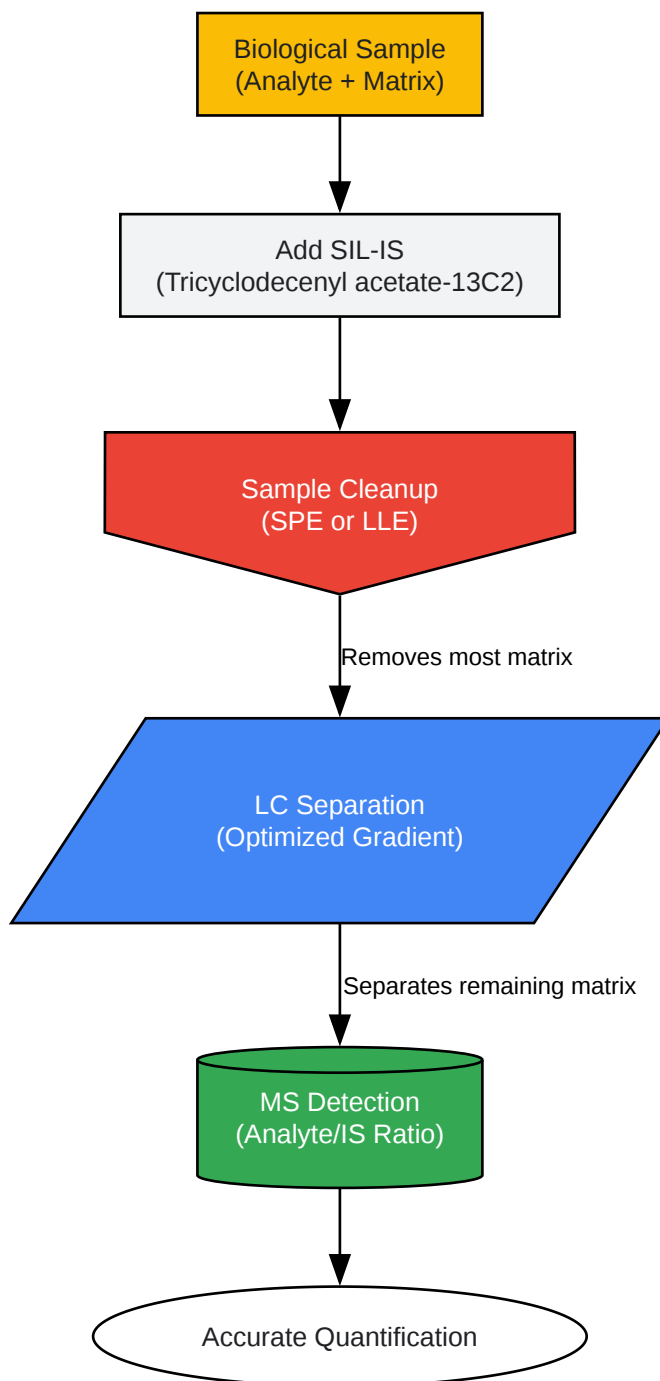 Biological Sample
(Analyte + Matrix)
Add SIL-IS
(Tricyclodecenyl acetate-13C2)
Sample Cleanup
(SPE or LLE)
Removes most matrix
LC Separation
(Optimized Gradient)
Separates remaining matrix
MS Detection
(Analyte/IS Ratio)
Accurate Quantification